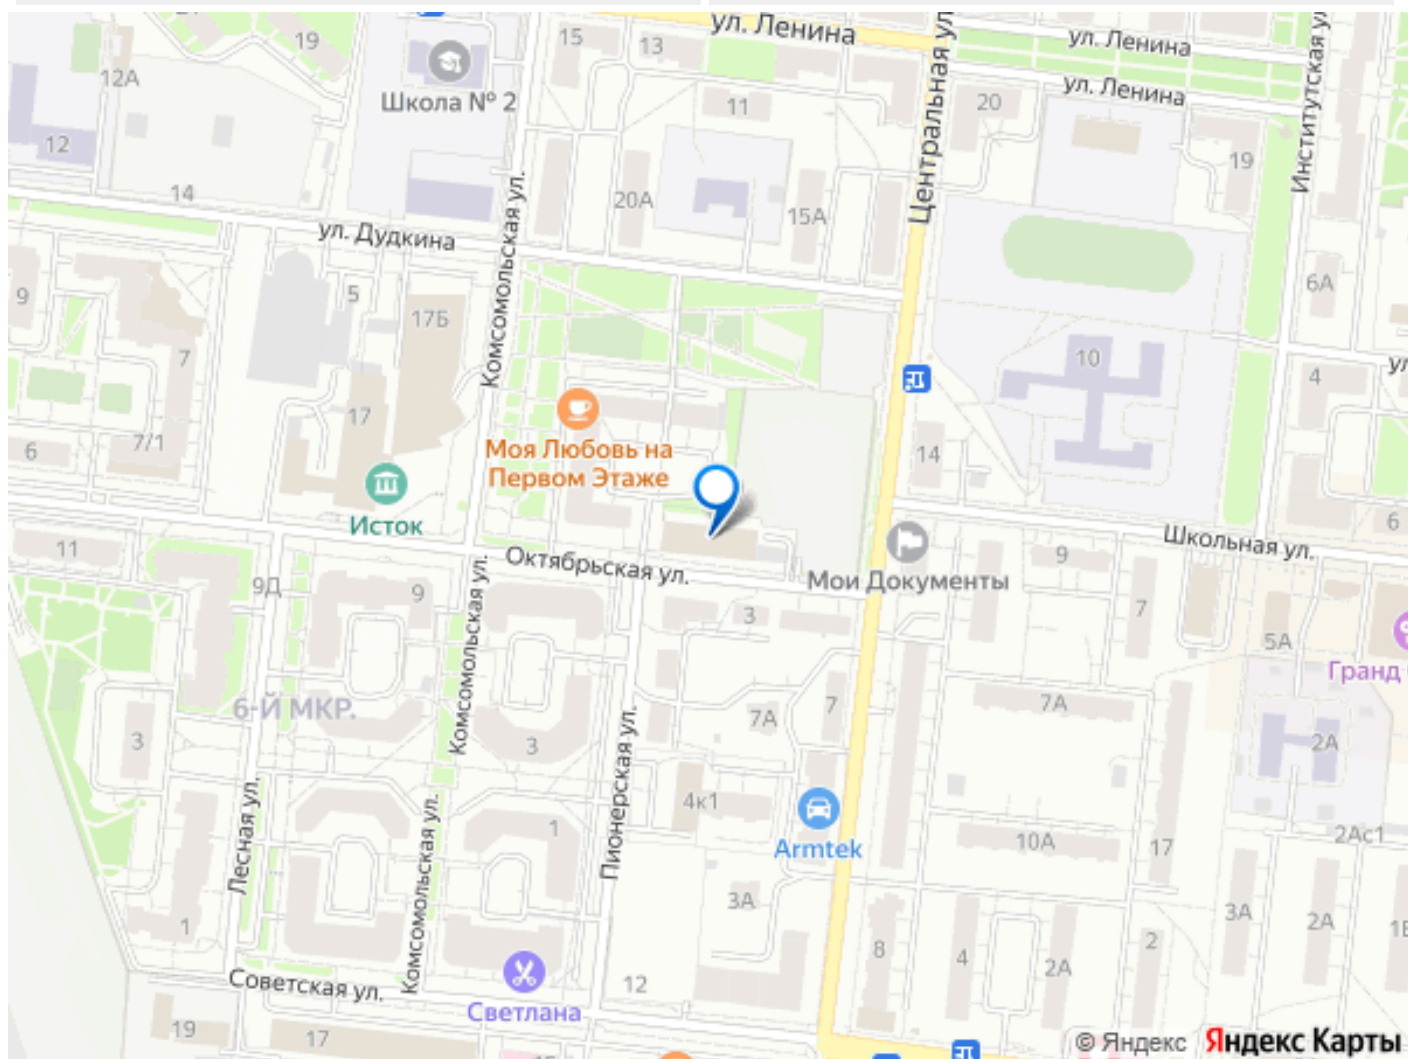 ул. Ленина
ул. Ленина
ул. Ленина
19
12А
Школа № 2
15
13
11
20
Центральная ул
Институтская ул
12
14
20А
15А
19
ул. Дудкина
Комсомольская ул.
9
5
17Б
6А
7
10
4
17
6
7/1
Моя Любовь на
Первом Этаже
14
Исток
6
11
Октябрьская ул.
Мои Документы
9
Школьная ул.
9Д
9
3
7
5А
Гранд
6-Й МКР.
Комсомольская ул.
3
3
7А
7
7А
2А
Пионерская ул.
4к1
Лесная ул.
Комсомольская ул.
1
Armtek
10А
17
2Ас1
1
3А
8
4
2А
2
3А
2А
Советская ул.
Светлана
12
19
17
© Яндекс Яндекс Карты